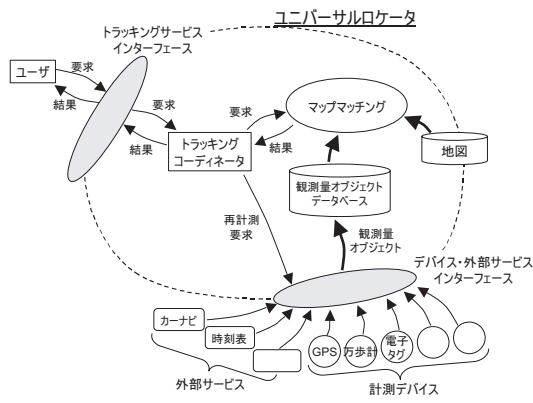 ユニバーサルロケータ
トラッキングサービス
インターフェース
ユーザ
要求
結果
要求
結果
トラッキング
コーディネータ
要求
結果
マップマッチング
地図
観測量オブジェクト
データベース
再計測
要求
観測量
オブジェクト
デバイス・外部サービス
インターフェース
カーナビ
時刻表
GPS
万歩計
電子
タグ
外部サービス
計測デバイス